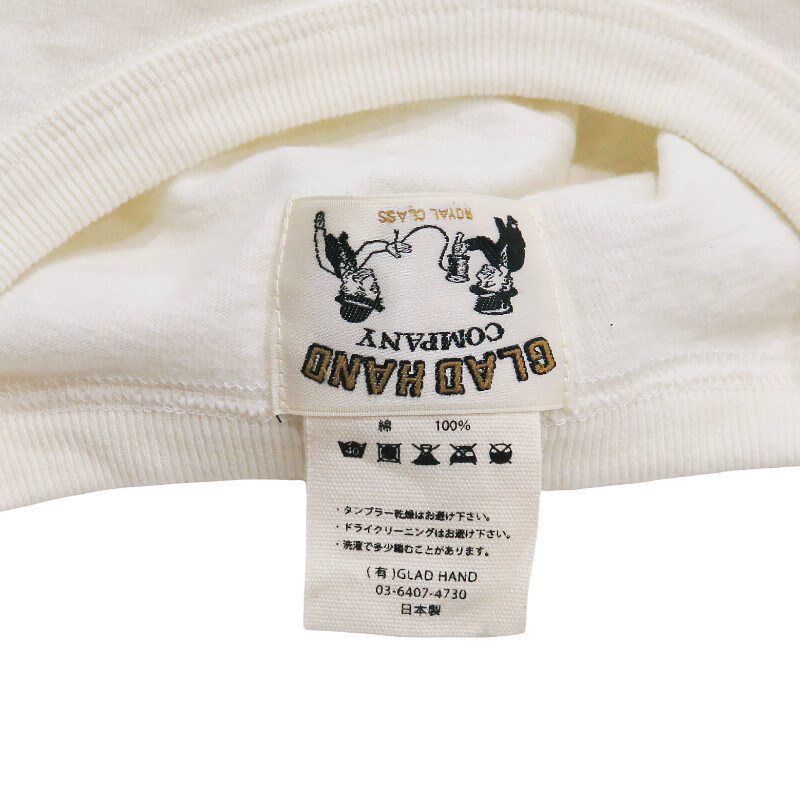 ROYAL CLASS
COMPANY
GLAD HAND
綿 100%
40
・タンブラー乾燥はお避け下さい。
・ドライクリーニングはお避け下さい。
・洗濯で多少縮むことがあります。
(有)GLAD HAND
03-6407-4730
日本製